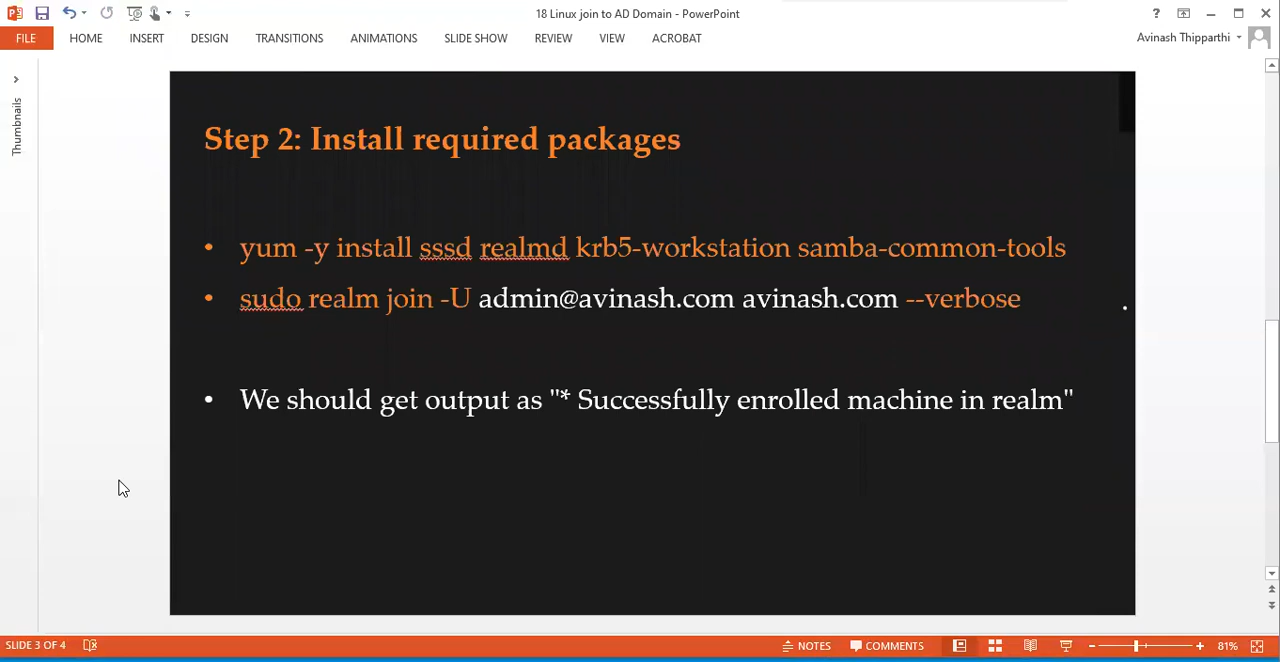 18 Linux join to AD Domain - PowerPoint
?
FILE HOME INSERT DESIGN TRANSITIONS ANIMATIONS SLIDE SHOW REVIEW VIEW ACROBAT Avinash Thipparthi
Thumbnails
Step 2: Install required packages
• yum -y install sssd realmd krb5-workstation samba-common-tools
• sudo realm join -U admin@avinash.com avinash.com --verbose
.
• We should get output as "* Successfully enrolled machine in realm"
SLIDE 3 OF 4 NOTES COMMENTS 81%